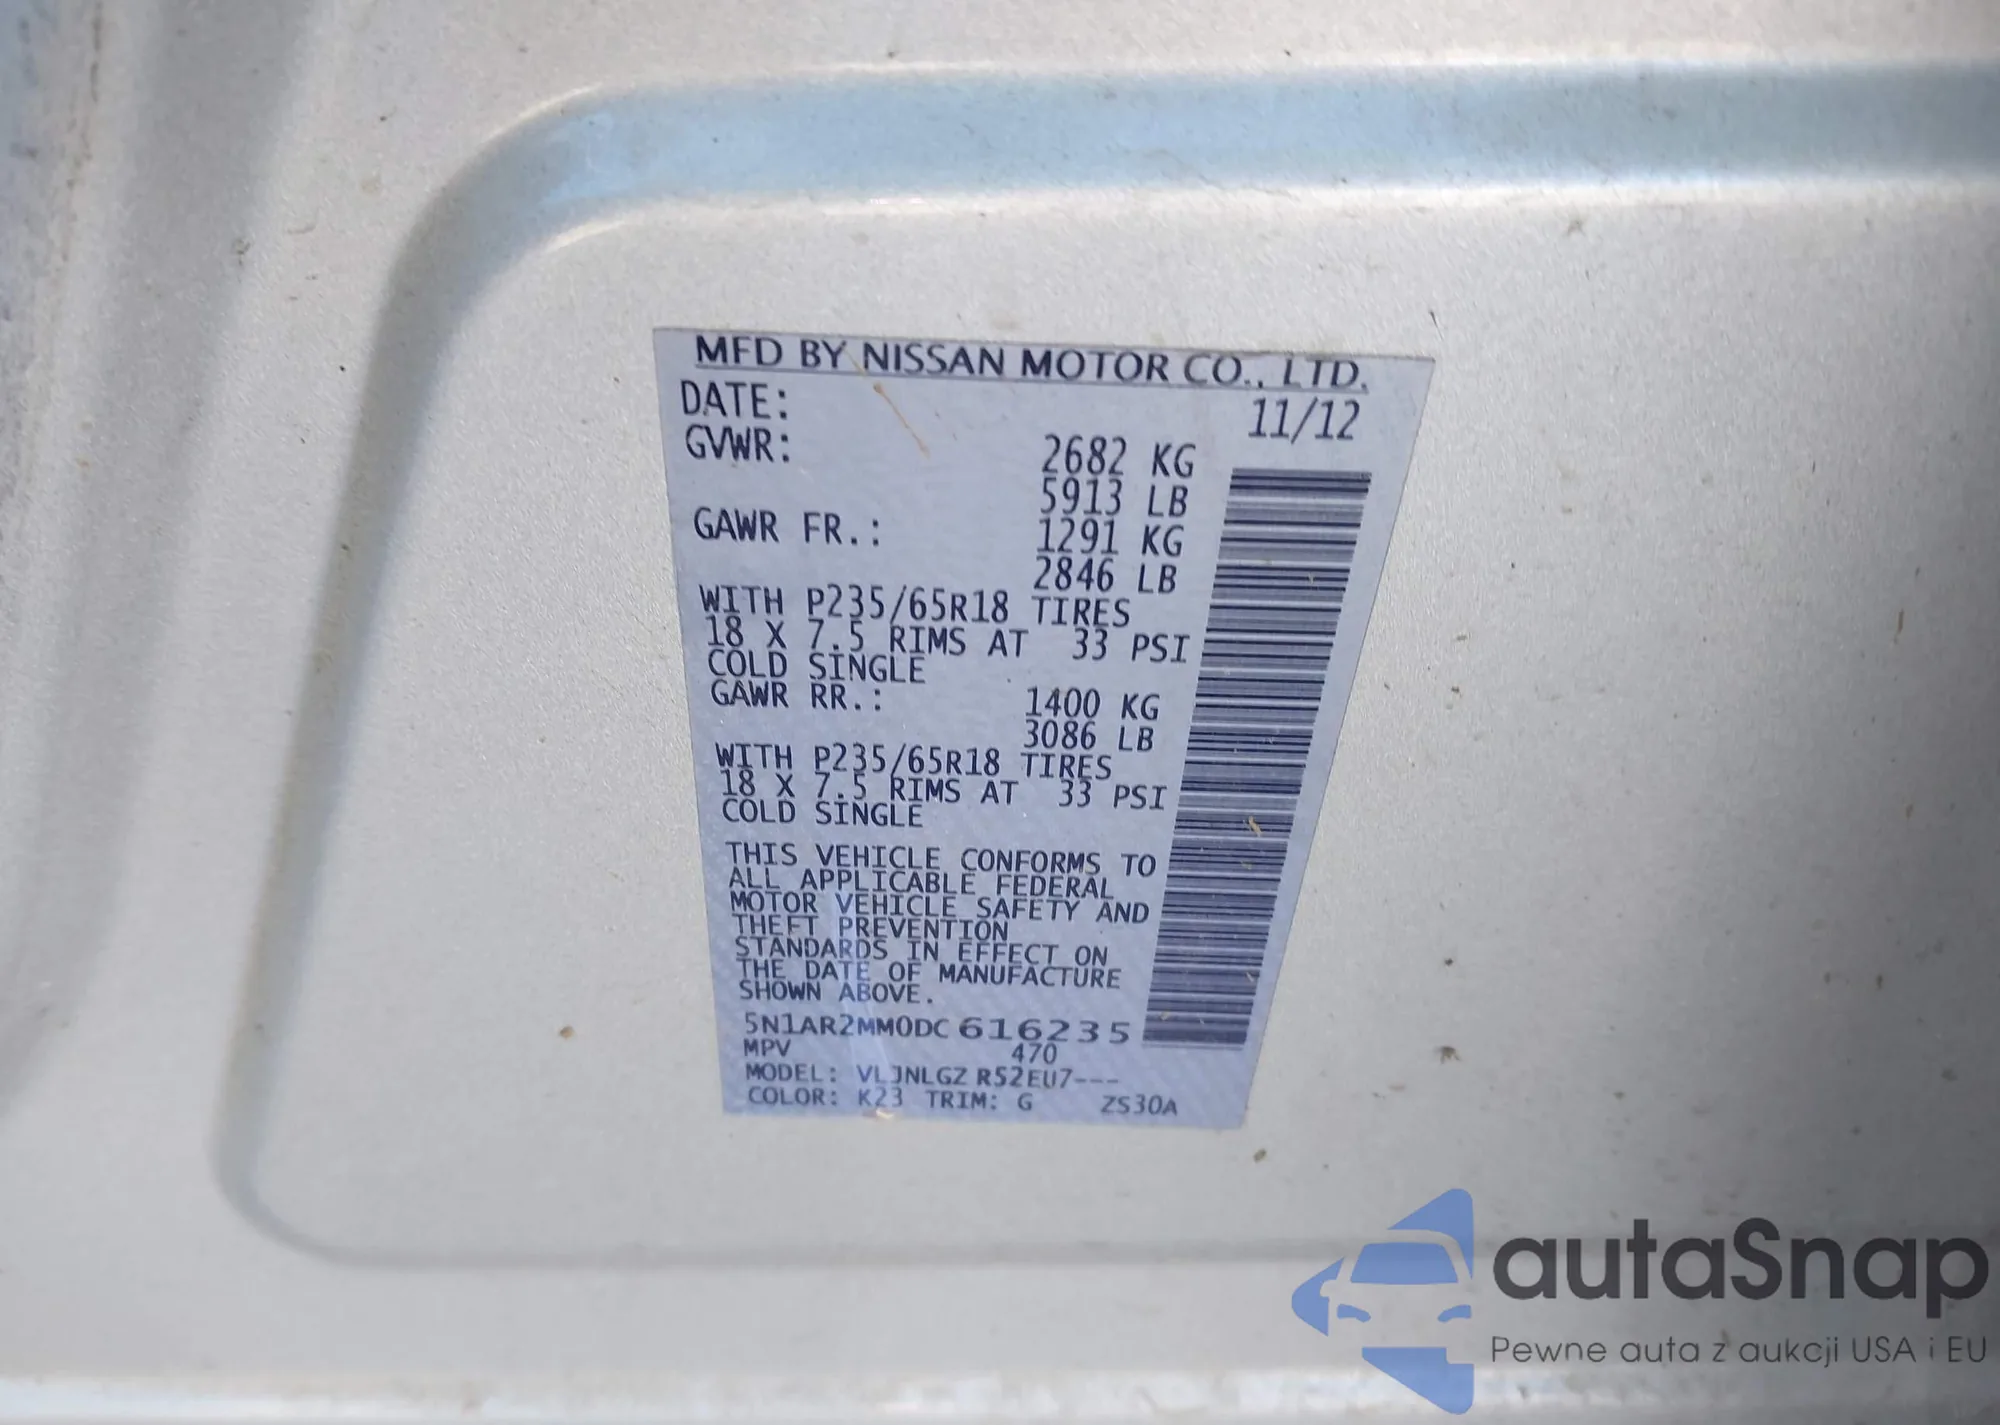 MFD BY NISSAN MOTOR CO., LTD.
DATE: 11/12
GVWR: 2682 KG
5913 LB
GAWR FR.: 1291 KG
2846 LB
WITH P235/65R18 TIRES
18 X 7.5 RIMS AT 33 PSI
COLD SINGLE
GAWR RR.: 1400 KG
3086 LB
WITH P235/65R18 TIRES
18 X 7.5 RIMS AT 33 PSI
COLD SINGLE
THIS VEHICLE CONFORMS TO
ALL APPLICABLE FEDERAL
MOTOR VEHICLE SAFETY AND
THEFT PREVENTION
STANDARDS IN EFFECT ON
THE DATE OF MANUFACTURE
SHOWN ABOVE.
5N1AR2MM0DC616235
MPV 470
MODEL: VLJNLGZ R52EU7---
COLOR: K23 TRIM: G ZS30A
autaSnap
Pewne auta z aukcji USA i EU